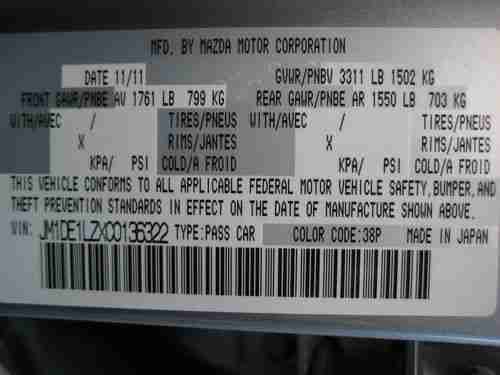 MFD. BY MAZDA MOTOR CORPORATION
DATE 11/11 GVWR/PNBV 3311 LB 1502 KG
FRONT GAWR/PNBE AV 1761 LB 799 KG REAR GAWR/PNBE AR 1550 LB 703 KG
WITH/AVEC / TIRES/PNEUS WITH/AVEC / TIRES/PNEUS
X RIMS/JANTES X RIMS/JANTES
KPA/ PSI COLD/A FROID KPA/ PSI COLD/A FROID
THIS VEHICLE CONFORMS TO ALL APPLICABLE FEDERAL MOTOR VEHICLE SAFETY, BUMPER, AND
THEFT PREVENTION STANDARDS IN EFFECT ON THE DATE OF MANUFACTURE SHOWN ABOVE.
VIN: JM1DE1LZXC0136322 TYPE:PASS CAR COLOR CODE:38P MADE IN JAPAN